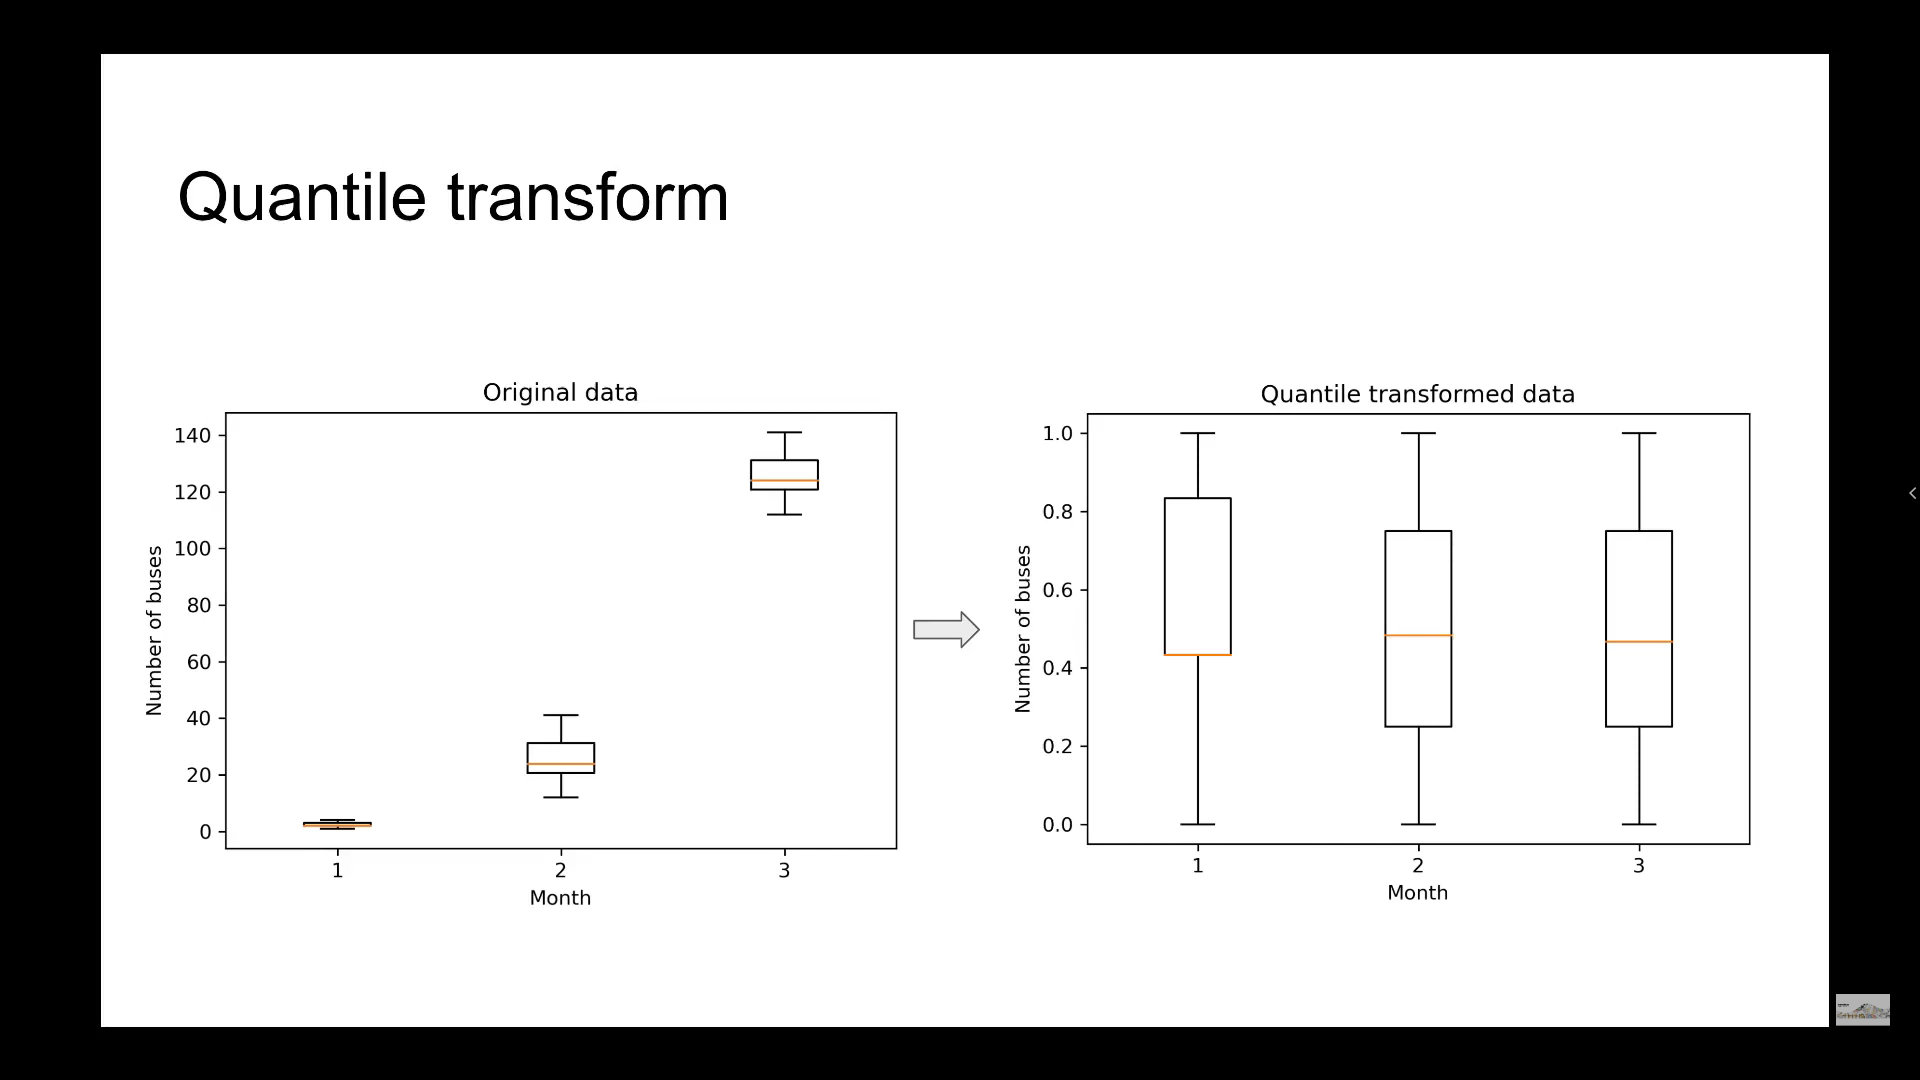 Quantile transform
Original data
140
120
100
80
60
40
20
0
Number of buses
1 2 3
Month
Quantile transformed data
1.0
0.8
0.6
0.4
0.2
0.0
Number of buses
1 2 3
Month